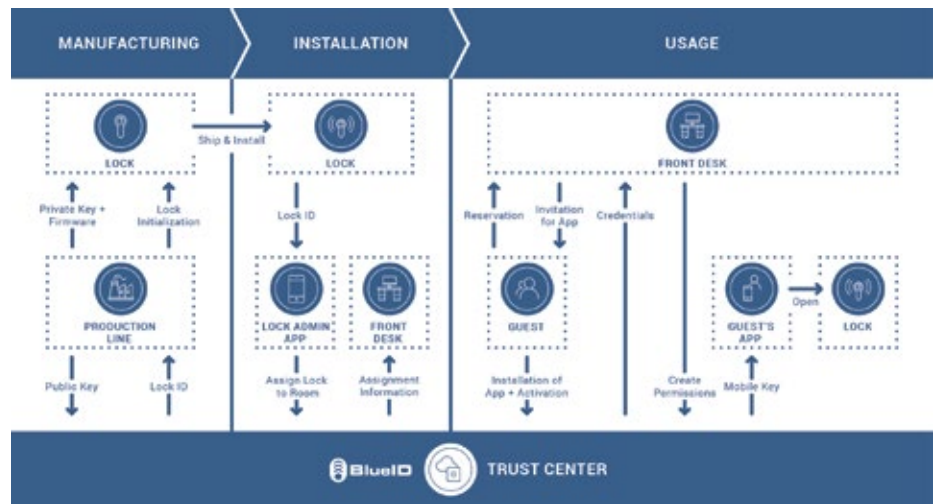 MANUFACTURING
INSTALLATION
USAGE
LOCK
Ship & Install
LOCK
FRONT DESK
Private Key +
Firmware
Lock
Initialization
Lock ID
Reservation
Invitation
for App
Credentials
PRODUCTION
LINE
LOCK ADMIN
APP
FRONT
DESK
GUEST
GUEST'S
APP
Open
LOCK
Public Key
Lock ID
Assign Lock
to Room
Assignment
Information
Installation of
App + Activation
Create
Permissions
Mobile Key
BlueID
TRUST CENTER